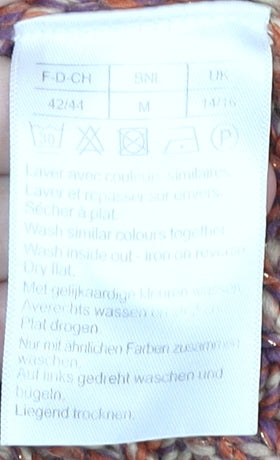 F-D-CH BNL UK
42/44 M 14/16
30 P
Laver avec couleurs similaires.
Laver et repasser sur envers.
Sécher à plat.
Wash similar colours together
Wash inside out - iron on reverse
Dry flat.
Met gelijkaardige kleuren wassen
Averechts wassen en
Plat drogen
Nur mit ähnlichen Farben zusammen
waschen.
Auf links gedreht waschen und
bügeln.
Liegend trocknen.